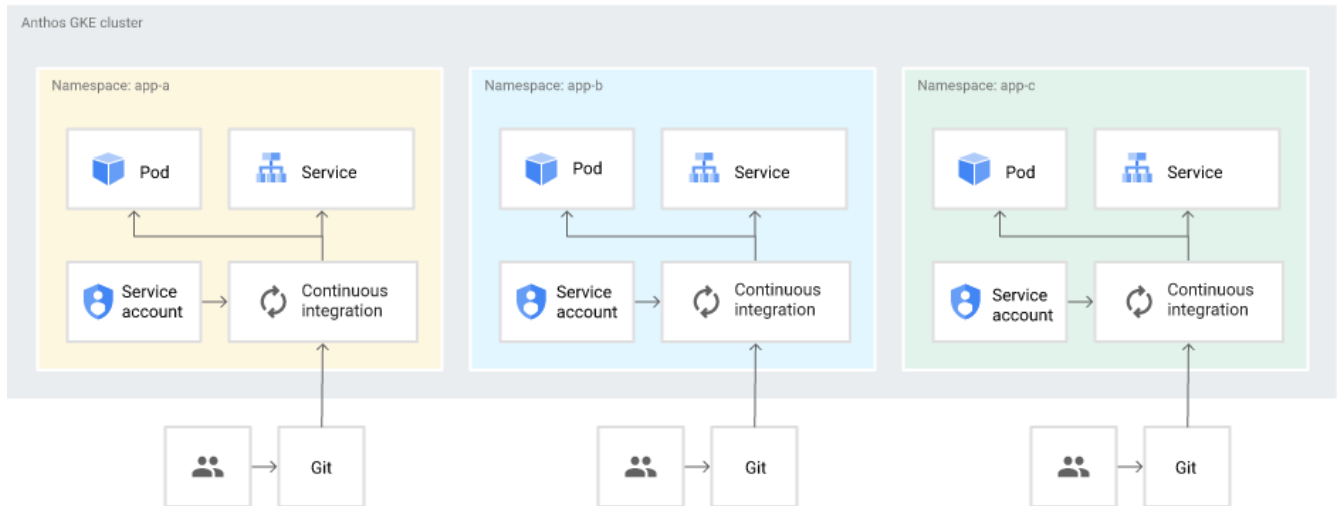 Anthos GKE cluster
Namespace: app-a
Pod
Service
Service
account
Continuous
integration
Git
Namespace: app-b
Pod
Service
Service
account
Continuous
integration
Git
Namespace: app-c
Pod
Service
Service
account
Continuous
integration
Git